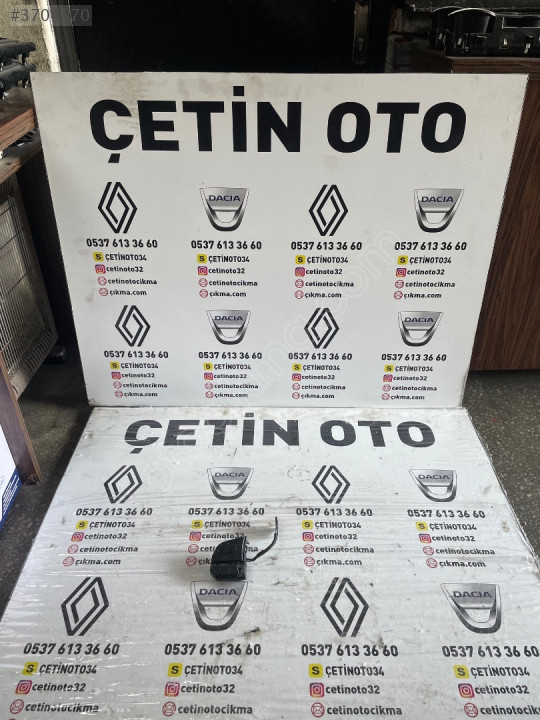 #3704370
ÇETİN OTO
DACIA DACIA
0537 613 36 60 0537 613 36 60 0537 613 36 60 0537 613 36 60
S ÇETİNOTO34 S ÇETİNOTO34 S ÇETİNOTO34 S ÇETİNOTO34
cetinoto32 cetinoto32 cetinoto32 cetinoto32
cetinotocikma cetinotocikma cetinotocikma cetinotocikma
çıkma.com çıkma.com çıkma.com çıkma.com
DACIA DACIA
0537 613 36 60 0537 613 36 60 0537 613 36 60 0537 613 36 60
S ÇETİNOTO34 S ÇETİNOTO34 S ÇETİNOTO34 S ÇETİNOTO34
cetinoto32 cetinoto32 cetinoto32 cetinoto32
cetinotocikma cetinotocikma cetinotocikma cetinotocikma
çıkma.com çıkma.com çıkma.com çıkma.com
ÇETİN OTO
DACIA DACIA
0537 613 36 60 0537 613 36 60 0537 613 36 60 0537 613 36 60
S ÇETİNOTO34 S ÇETİNOTO34 S ÇETİNOTO34 S ÇETİNOTO34
cetinoto32 cetinoto32 cetinoto32
cetinotocikma cetinotocikma cetinotocikma
çıkma.com çıkma.com çıkma.com
DACIA DACIA
0537 613 36 60 0537 613 36 60 0537 613 36 60 0537 613 36
S ÇETİNOTO34 S ÇETİNOTO34 S ÇETİNOTO34 S ÇETİNOTO34
cetinoto32 cetinoto32 cetinoto32 cetinoto32
cetinotocikma cetinotocikma cetinotocikma